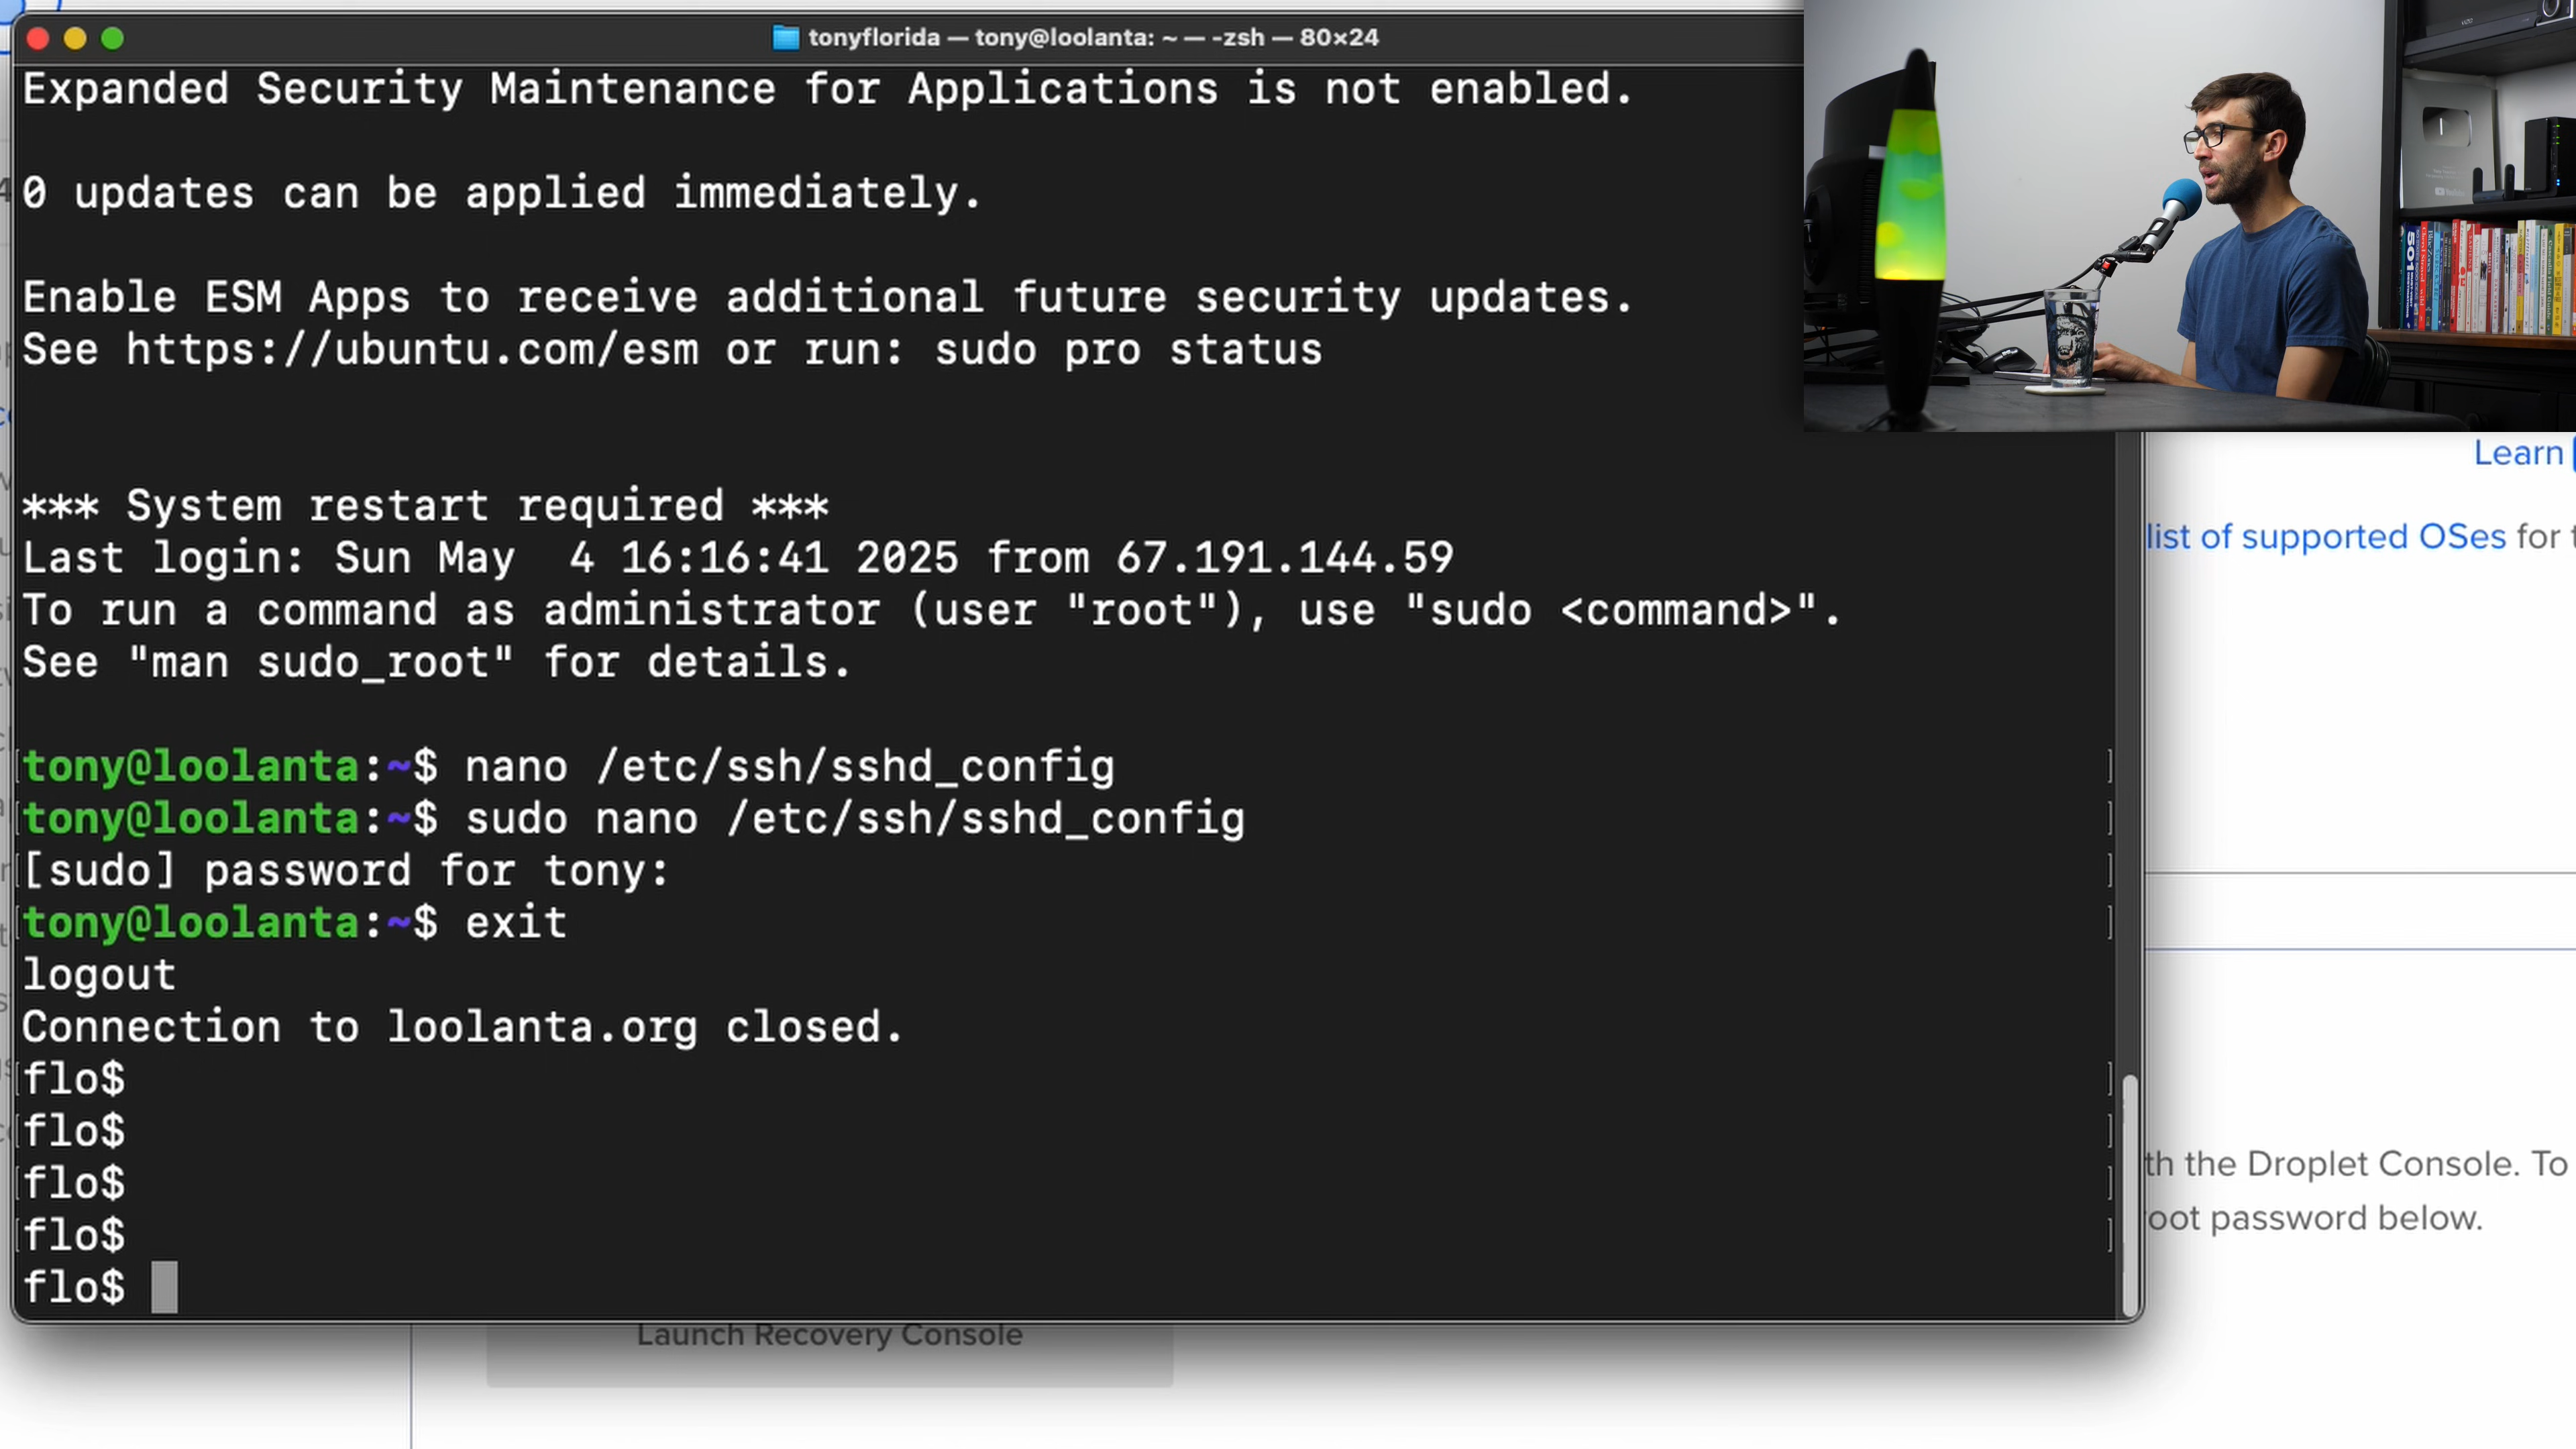 tonyflorida — tony@loolanta: ~ — -zsh — 80×24
Expanded Security Maintenance for Applications is not enabled.
0 updates can be applied immediately.
Enable ESM Apps to receive additional future security updates.
See https://ubuntu.com/esm or run: sudo pro status
*** System restart required ***
Last login: Sun May  4 16:16:41 2025 from 67.191.144.59
To run a command as administrator (user "root"), use "sudo <command>".
See "man sudo_root" for details.
tony@loolanta:~$ nano /etc/ssh/sshd_config
tony@loolanta:~$ sudo nano /etc/ssh/sshd_config
[sudo] password for tony:
tony@loolanta:~$ exit
logout
Connection to loolanta.org closed.
flo$
flo$
flo$
flo$
flo$
Learn
list of supported OSes for
the Droplet Console. To
password below.
Launch Recovery Console